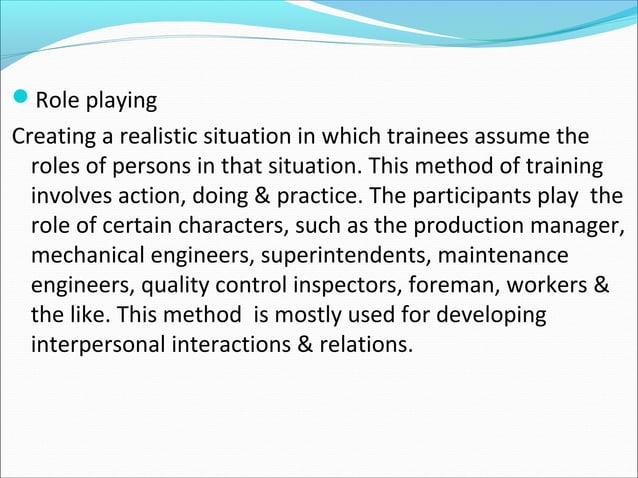 Role playing
Creating a realistic situation in which trainees assume the
roles of persons in that situation. This method of training
involves action, doing & practice. The participants play  the
role of certain characters, such as the production manager,
mechanical engineers, superintendents, maintenance
engineers, quality control inspectors, foreman, workers &
the like. This method  is mostly used for developing
interpersonal interactions & relations.